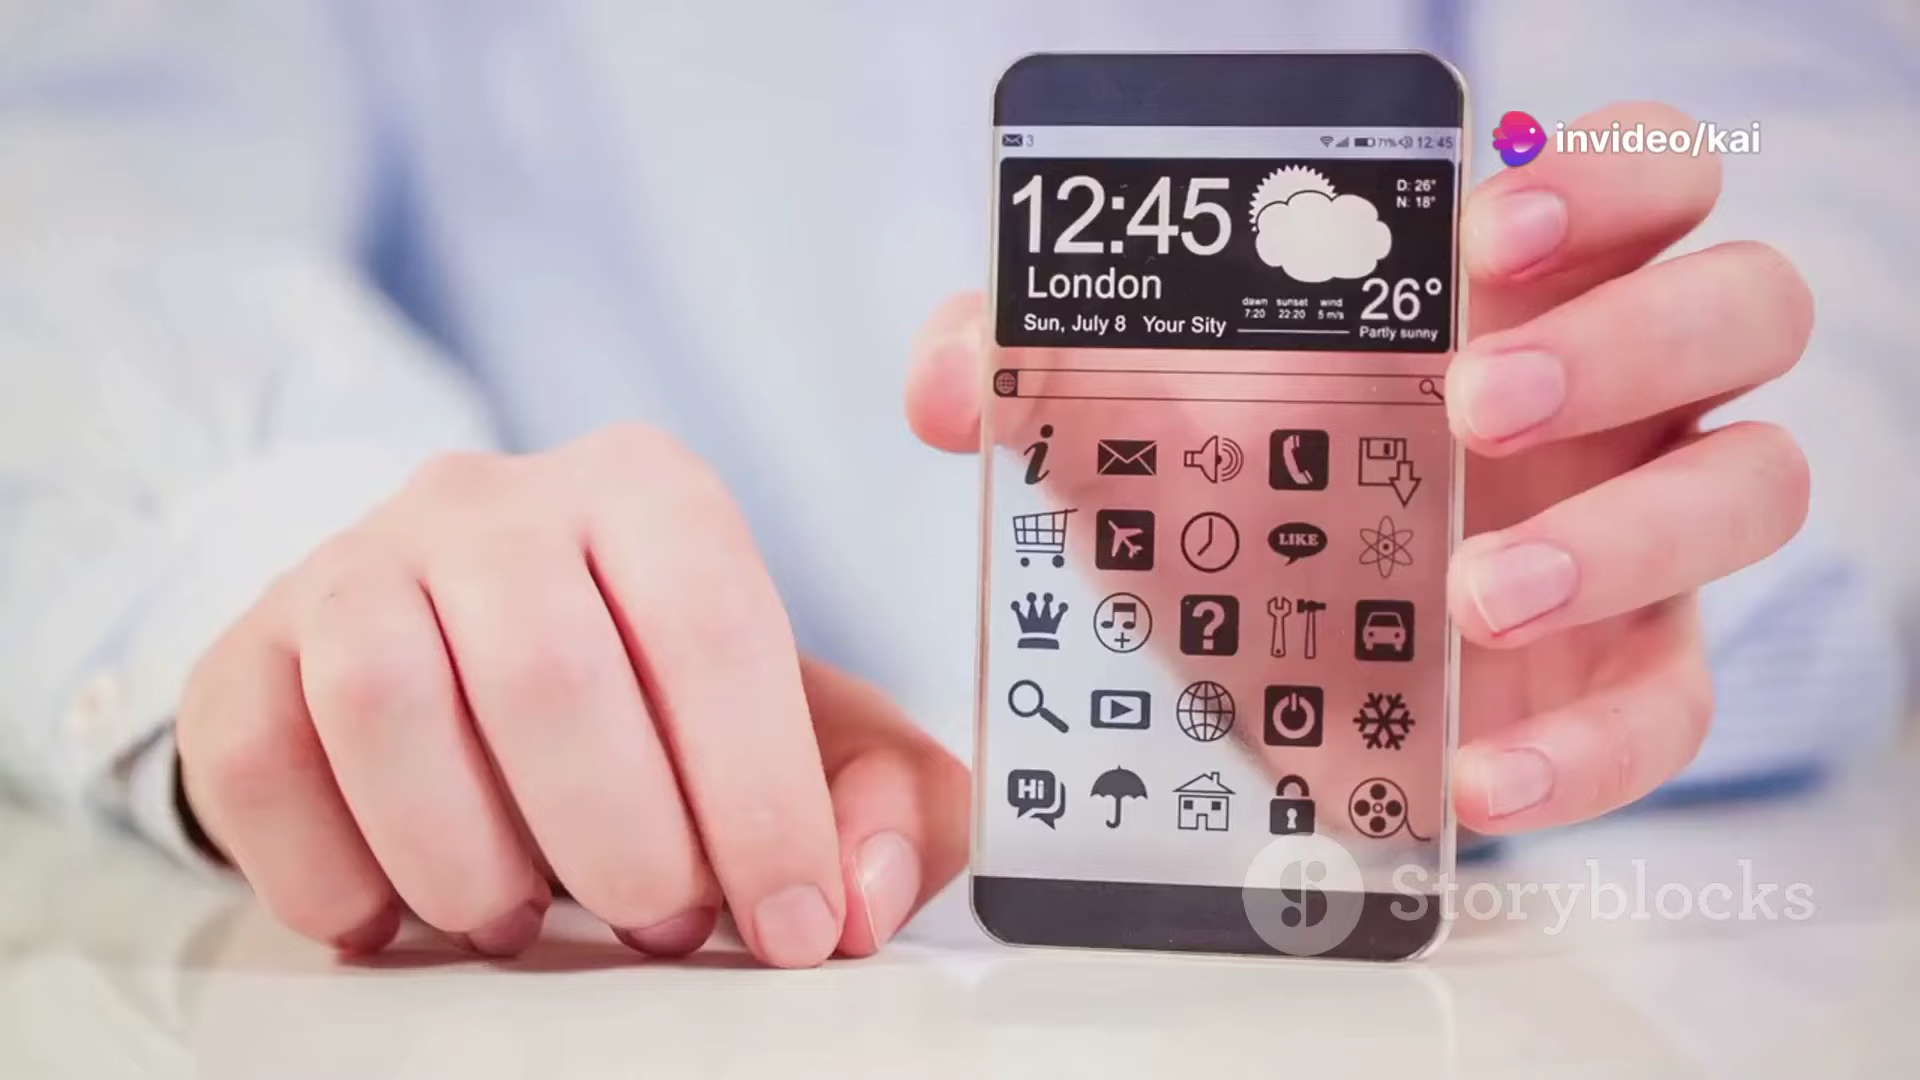 invideo/kai
3
71% 12:45
12:45
D: 26°
N: 18°
London
dawn sunset wind
7:20 22:20 5 m/s
26°
Sun, July 8 Your Sity
Partly sunny
i
LIKE
?
Hi
Storyblocks